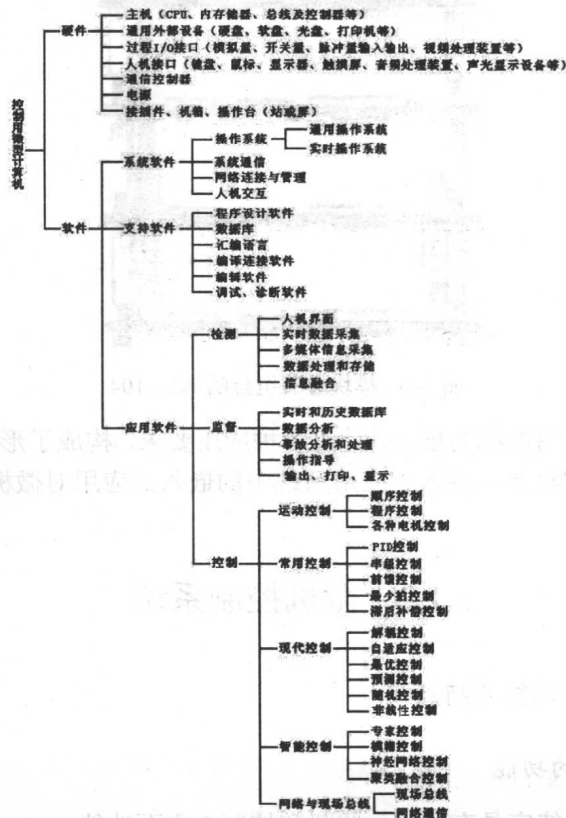 主机（CPU、内存储器、总线及控制器等）
硬件
通用外部设备（硬盘、软盘、光盘、打印机等）
过程I/O接口（模拟量、开关量、脉冲量输入输出、视频处理装置等）
人机接口（键盘、鼠标、显示器、触摸屏、音频处理装置、声光显示设备等）
通信控制器
电源
接插件、机箱、操作台（站或屏）
控制用微型计算机
软件
系统软件
操作系统
通用操作系统
实时操作系统
系统通信
网络连接与管理
人机交互
支持软件
程序设计软件
数据库
汇编语言
编译连接软件
编辑软件
调试、诊断软件
应用软件
检测
人机界面
实时数据采集
多媒体信息采集
数据处理和存储
信息融合
监督
实时和历史数据库
数据分析
事故分析和处理
操作指导
输出、打印、显示
控制
运动控制
顺序控制
程序控制
各种电机控制
常用控制
PID控制
串级控制
前馈控制
最少拍控制
滞后补偿控制
现代控制
解耦控制
自适应控制
最优控制
预测控制
随机控制
非线性控制
智能控制
专家控制
模糊控制
神经网络控制
聚类融合控制
网络与现场总线
现场总线
网络通信